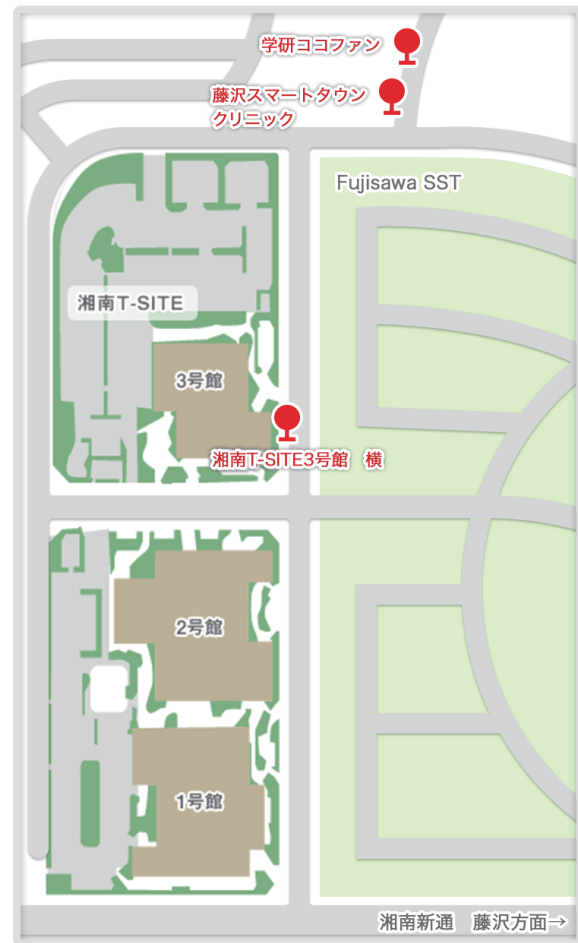 学研ココファン
藤沢スマートタウン
クリニック
Fujisawa SST
湘南T-SITE
3号館
湘南T-SITE3号館　横
2号館
1号館
湘南新通　藤沢方面→